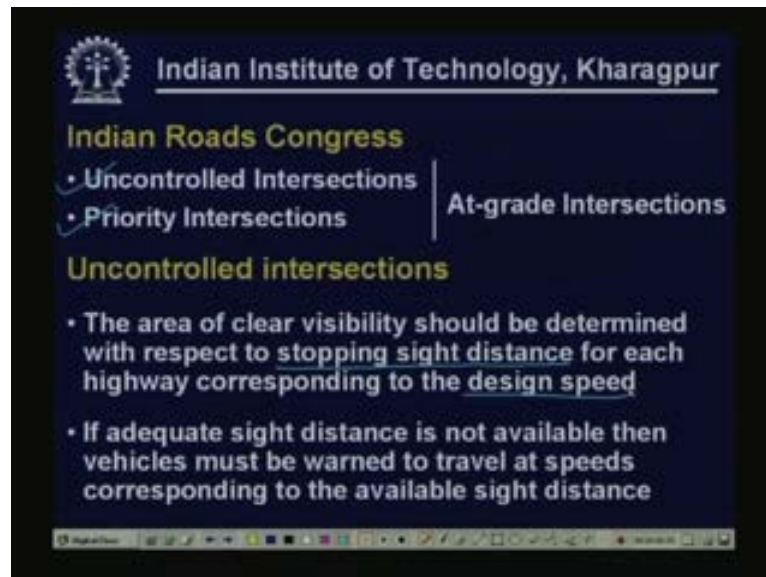 Indian Institute of Technology, Kharagpur
Indian Roads Congress
• Uncontrolled Intersections
• Priority Intersections
At-grade Intersections
Uncontrolled intersections
• The area of clear visibility should be determined
with respect to stopping sight distance for each
highway corresponding to the design speed
• If adequate sight distance is not available then
vehicles must be warned to travel at speeds
corresponding to the available sight distance